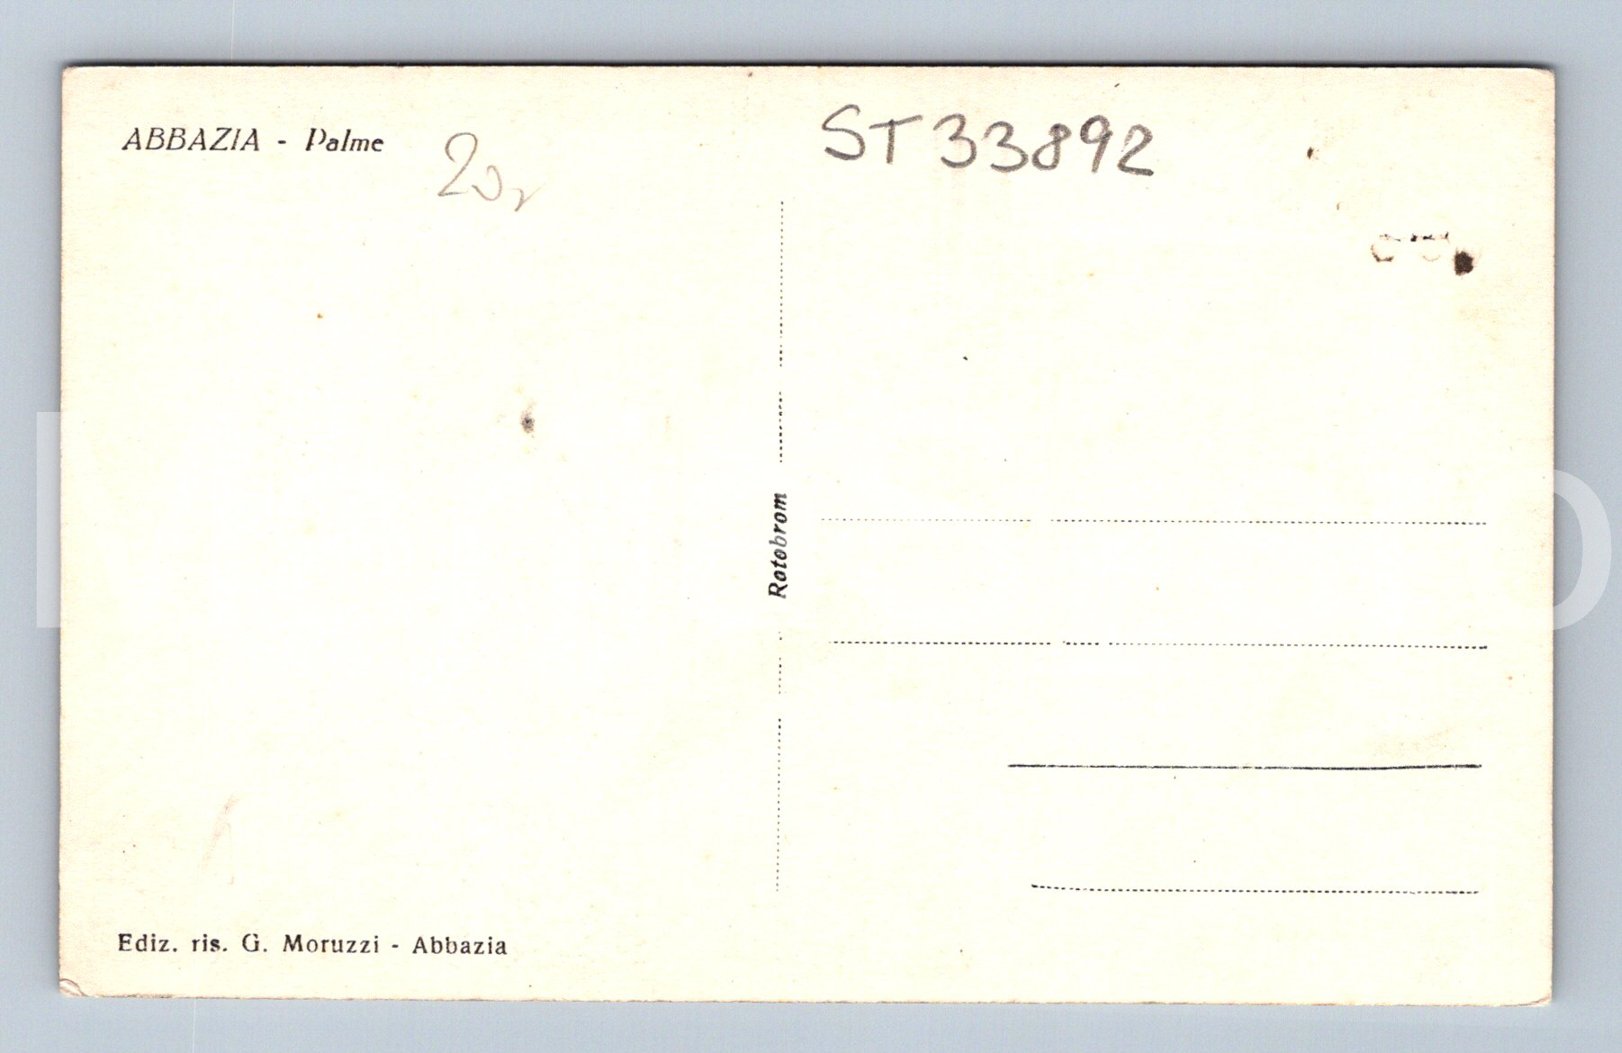 ABBAZIA - Palme
ST33892
Rotobrom
Ediz. ris. G. Moruzzi - Abbazia